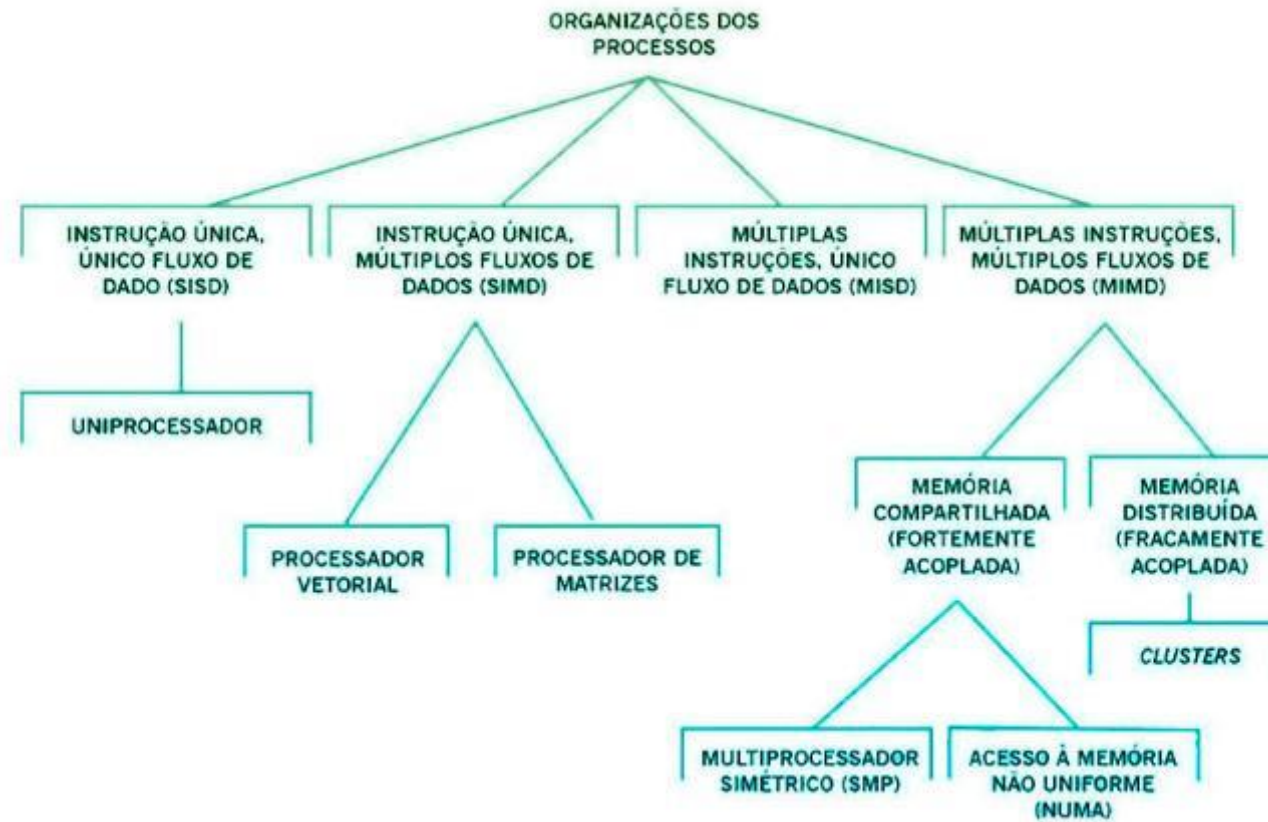 ORGANIZAÇÕES DOS
PROCESSOS
INSTRUÇÃO ÚNICA,
ÚNICO FLUXO DE
DADO (SISD)
INSTRUÇÃO ÚNICA,
MÚLTIPLOS FLUXOS DE
DADOS (SIMD)
MÚLTIPLAS
INSTRUÇÕES, ÚNICO
FLUXO DE DADOS (MISD)
MÚLTIPLAS INSTRUÇÕES,
MÚLTIPLOS FLUXOS DE
DADOS (MIMD)
UNIPROCESSADOR
PROCESSADOR
VETORIAL
PROCESSADOR DE
MATRIZES
MEMÓRIA
COMPARTILHADA
(FORTEMENTE
ACOPLADA)
MEMÓRIA
DISTRIBUÍDA
(FRACAMENTE
ACOPLADA)
CLUSTERS
MULTIPROCESSADOR
SIMÉTRICO (SMP)
ACESSO À MEMÓRIA
NÃO UNIFORME
(NUMA)